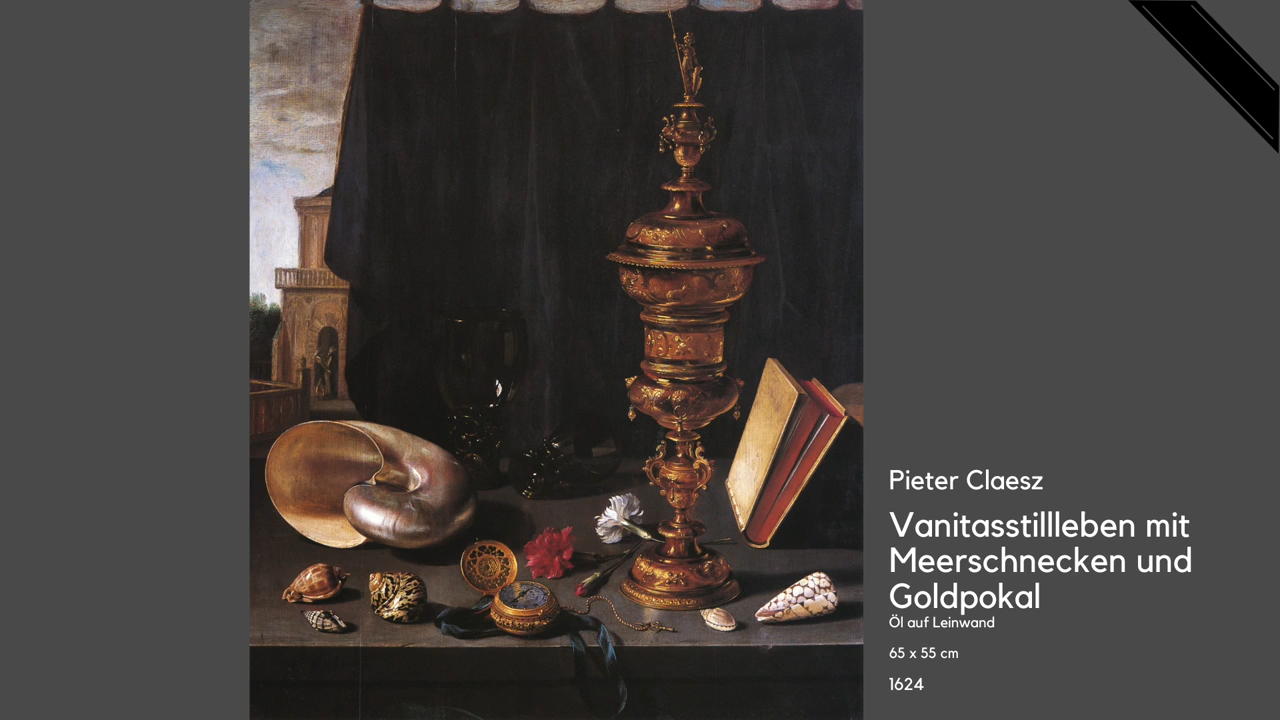 Pieter Claesz
Vanitasstillleben mit
Meerschnecken und
Goldpokal
Öl auf Leinwand
65 x 55 cm
1624